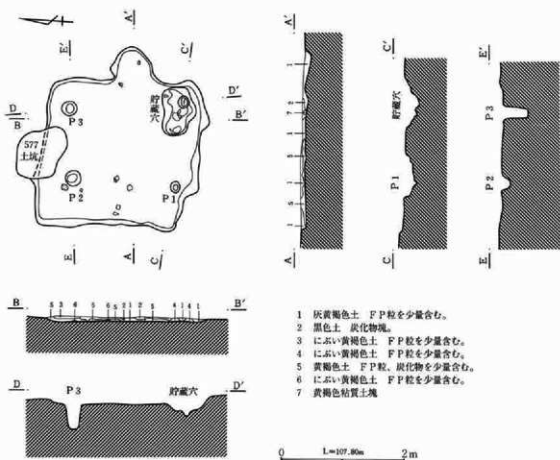 A'
E'
C'
D
B
D'
B'
P3
貯蔵穴
577
土坑
P2
P1
E
A
C
A'
A
C'
貯蔵穴
P1
C
E'
P3
P2
E
B
B'
D
P3
貯蔵穴
D'
1 灰黄褐色土 FP粒を少量含む。
2 黒色土 炭化物塊。
3 にぶい黄褐色土 FP粒を少量含む。
4 にぶい黄褐色土 FP粒を少量含む。
5 黄褐色土 FP粒、炭化物を少量含む。
6 にぶい黄褐色土 FP粒を少量含む。
7 黄褐色粘質土塊
0 L=107.80m 2m